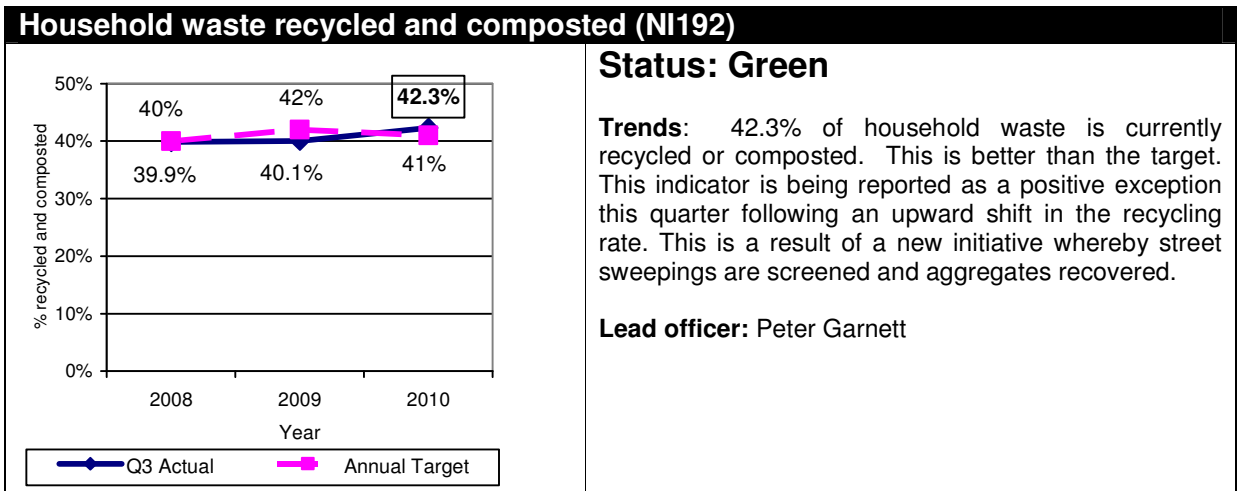 Household waste recycled and composted (NI192)
50%
40%
30%
20%
10%
0%
% recycled and composted
40%
42%
42.3%
39.9%
40.1%
41%
2008 2009 2010
Year
Q3 Actual Annual Target
Status: Green
Trends: 42.3% of household waste is currently
recycled or composted. This is better than the target.
This indicator is being reported as a positive exception
this quarter following an upward shift in the recycling
rate. This is a result of a new initiative whereby street
sweepings are screened and aggregates recovered.
Lead officer: Peter Garnett